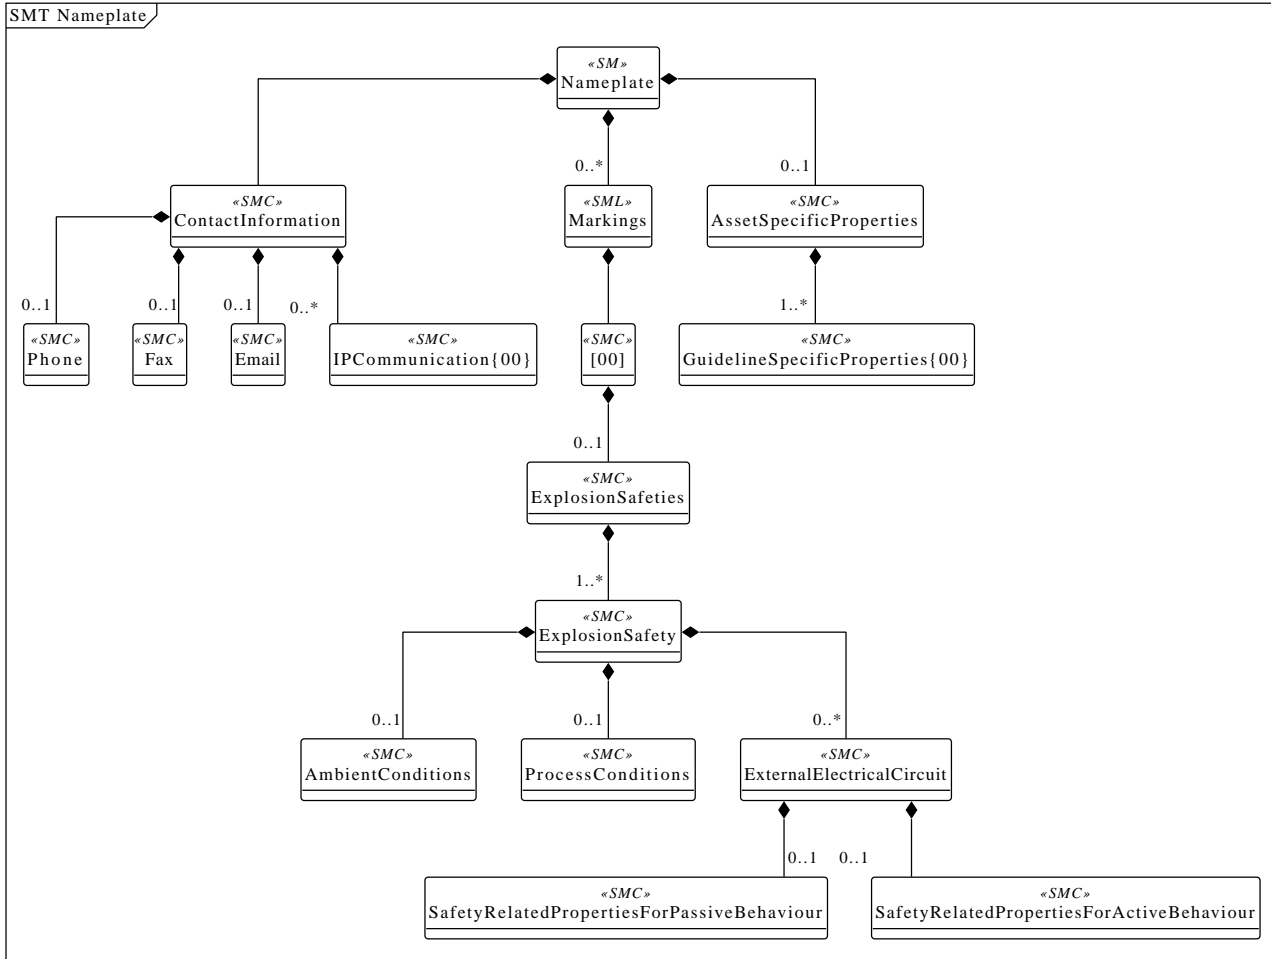 SMT Nameplate
«SM»
Nameplate
0..*
0..1
«SMC»
ContactInformation
«SML»
Markings
«SMC»
AssetSpecificProperties
0..1
0..1
0..1
0..*
1..*
«SMC»
Phone
«SMC»
Fax
«SMC»
Email
«SMC»
IPCommunication{00}
«SMC»
[00]
«SMC»
GuidelineSpecificProperties{00}
0..1
«SMC»
ExplosionSafeties
1..*
«SMC»
ExplosionSafety
0..1
0..1
0..*
«SMC»
AmbientConditions
«SMC»
ProcessConditions
«SMC»
ExternalElectricalCircuit
0..1
0..1
«SMC»
SafetyRelatedPropertiesForPassiveBehaviour
«SMC»
SafetyRelatedPropertiesForActiveBehaviour